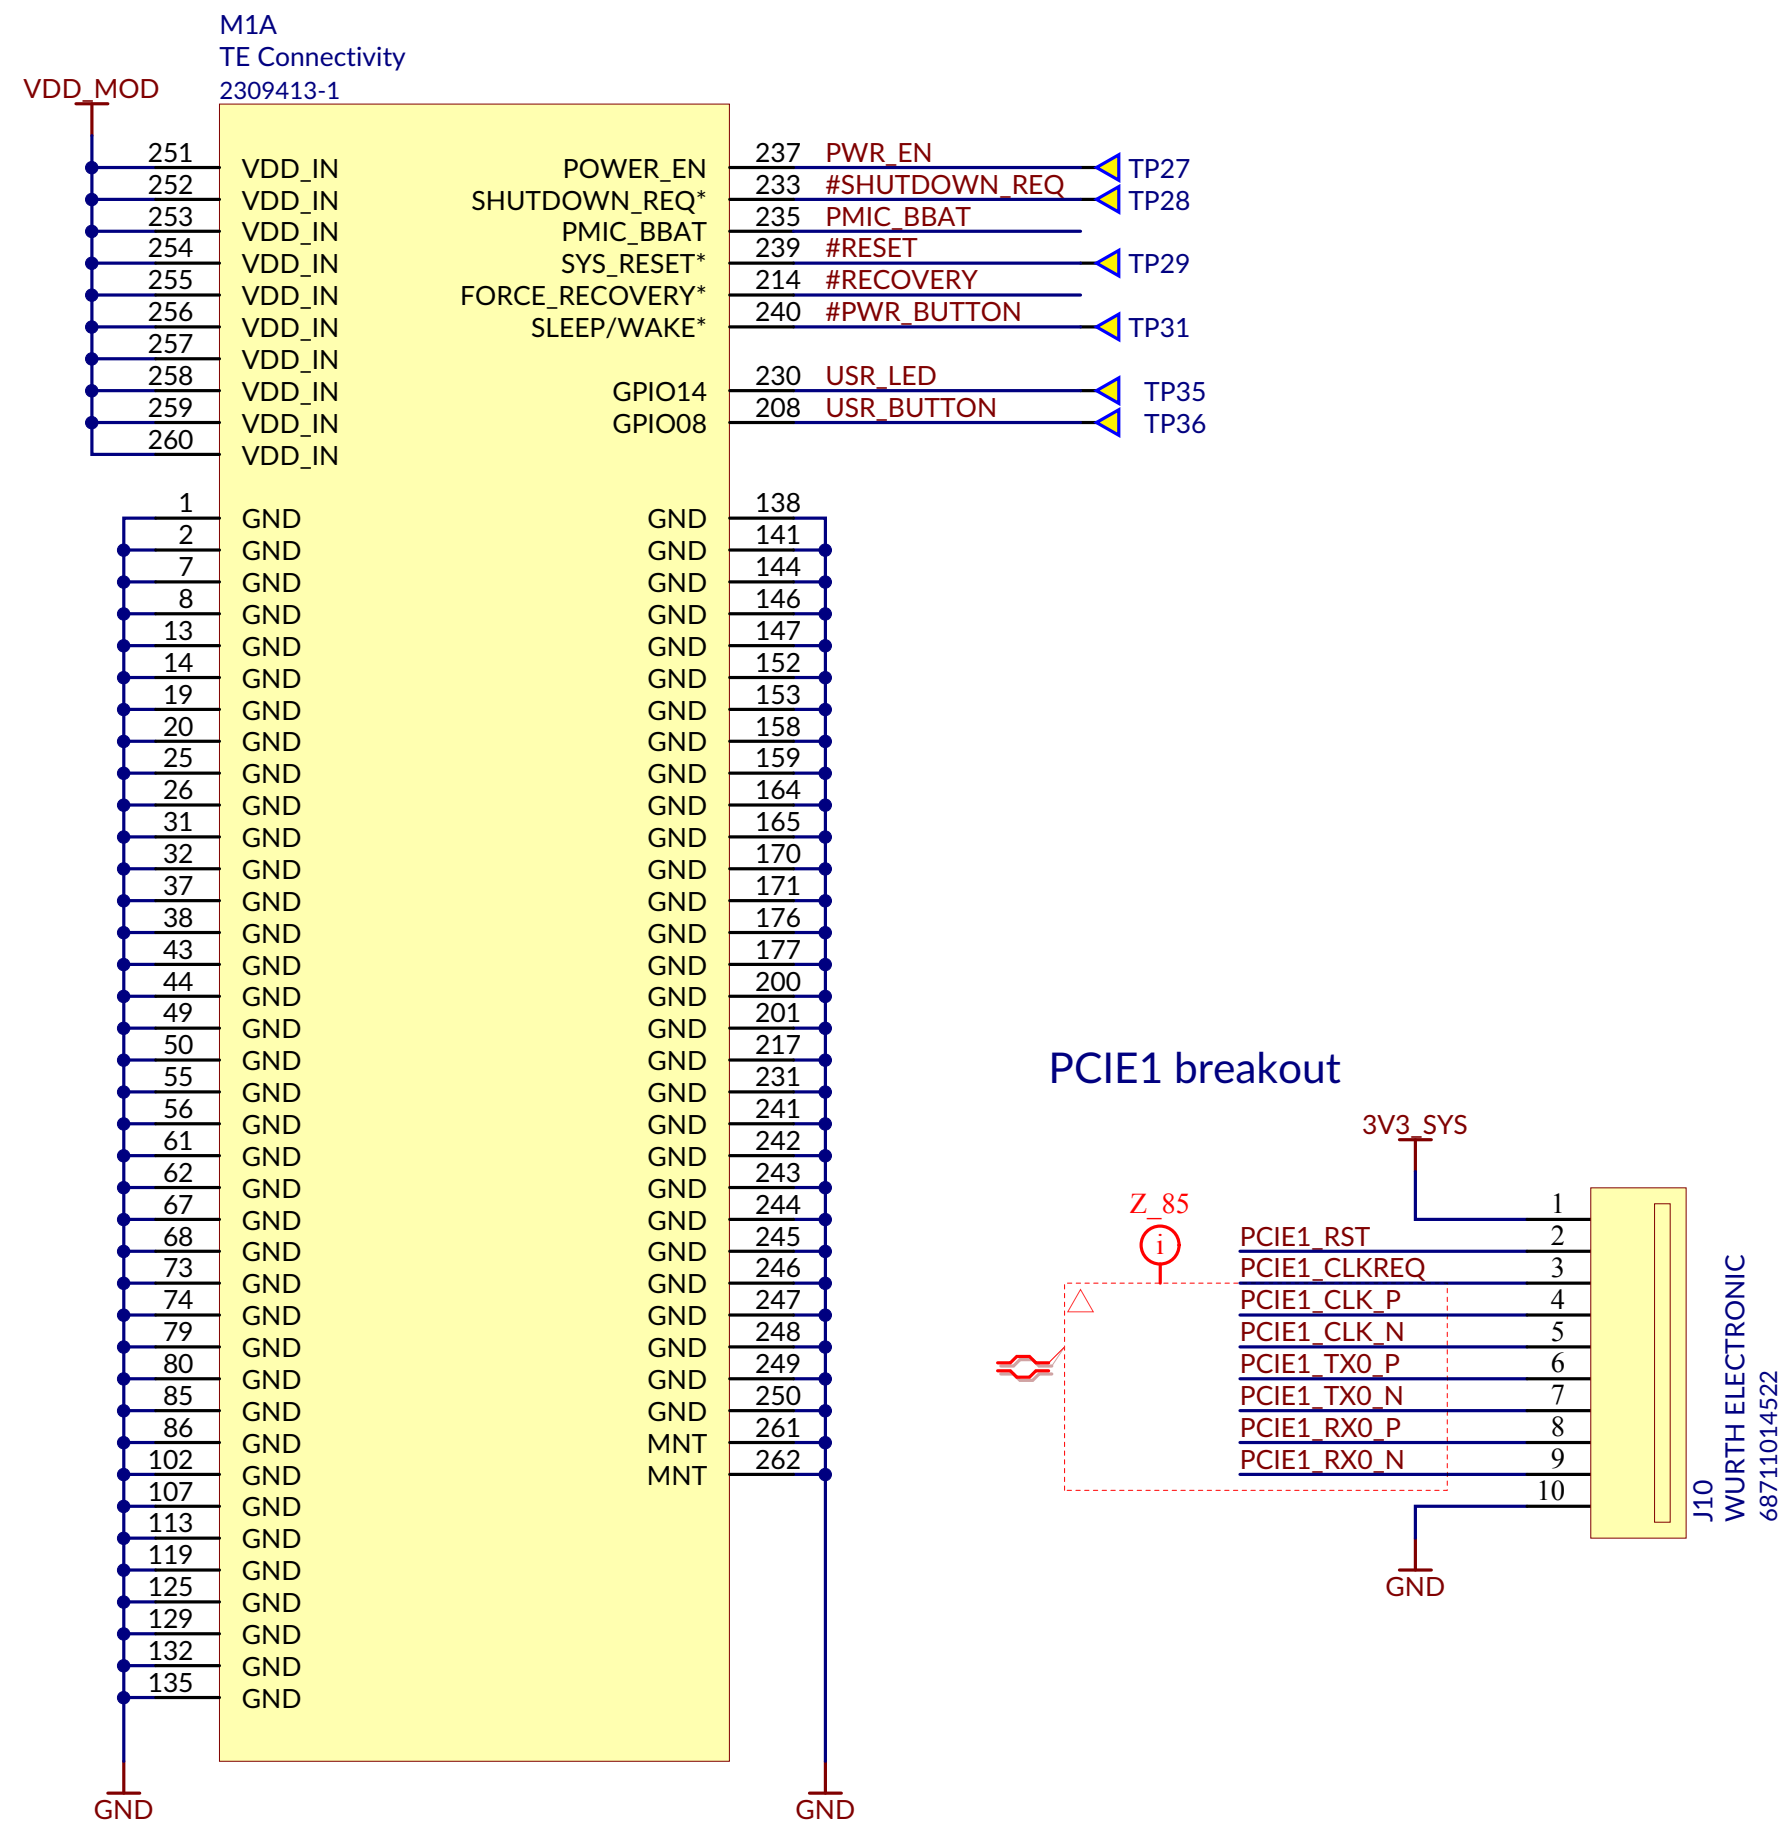 M1A
TE Connectivity
2309413-1
VDD_MOD
251 VDD_IN POWER_EN 237 PWR_EN TP27
252 VDD_IN SHUTDOWN_REQ* 233 #SHUTDOWN_REQ TP28
253 VDD_IN PMIC_BBAT 235 PMIC_BBAT
254 VDD_IN SYS_RESET* 239 #RESET TP29
255 VDD_IN FORCE_RECOVERY* 214 #RECOVERY
256 VDD_IN SLEEP/WAKE* 240 #PWR_BUTTON TP31
257 VDD_IN
258 VDD_IN GPIO14 230 USR_LED TP35
259 VDD_IN GPIO08 208 USR_BUTTON TP36
260 VDD_IN
1 GND GND 138
2 GND GND 141
7 GND GND 144
8 GND GND 146
13 GND GND 147
14 GND GND 152
19 GND GND 153
20 GND GND 158
25 GND GND 159
26 GND GND 164
31 GND GND 165
32 GND GND 170
37 GND GND 171
38 GND GND 176
43 GND GND 177
44 GND GND 200
49 GND GND 201
50 GND GND 217
55 GND GND 231
56 GND GND 241
61 GND GND 242
62 GND GND 243
67 GND GND 244
68 GND GND 245
73 GND GND 246
74 GND GND 247
79 GND GND 248
80 GND GND 249
85 GND GND 250
86 GND MNT 261
102 GND MNT 262
107 GND
113 GND
119 GND
125 GND
129 GND
132 GND
135 GND
GND
GND
PCIE1 breakout
3V3_SYS
Z_85
i
1
PCIE1_RST 2
PCIE1_CLKREQ 3
PCIE1_CLK_P 4
PCIE1_CLK_N 5
PCIE1_TX0_P 6
PCIE1_TX0_N 7
PCIE1_RX0_P 8
PCIE1_RX0_N 9
10
GND
J10
WURTH ELECTRONIC
68711014522